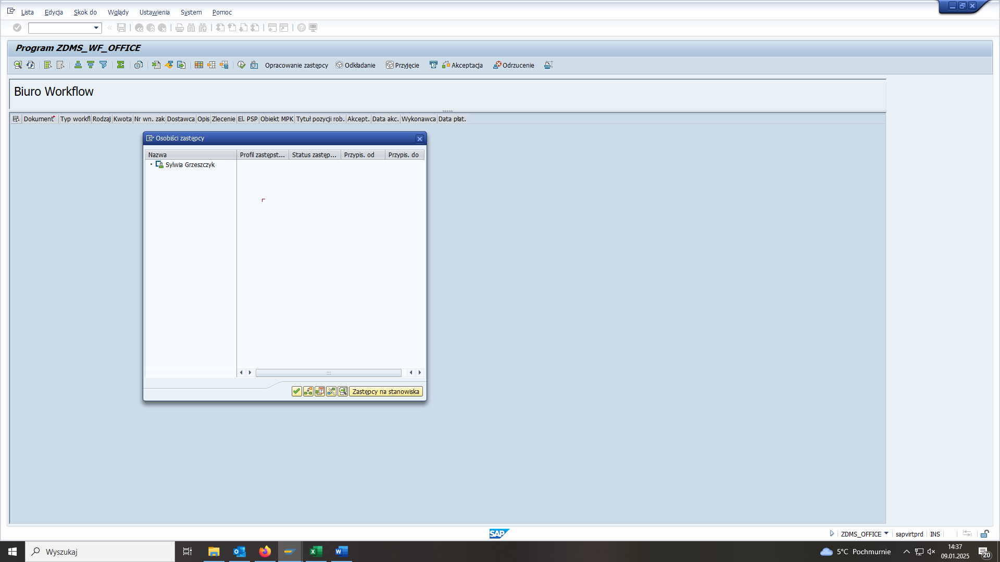 Lista Edycja Skok do Wglądy Ustawienia System Pomoc
Program ZDMS_WF_OFFICE
Opracowanie zastępcy Odkładanie Przyjęcie Akceptacja Odrzucenie
Biuro Workflow
Dokument Typ workfl Rodzaj Kwota Nr wn. zak Dostawca Opis Zlecenie El. PSP Obiekt MPK Tytuł pozycji rob. Akcept. Data akc. Wykonawca Data płat.
Osobiści zastępcy
Nazwa Profil zastępst... Status zastęp... Przypis. od Przypis. do
Sylwia Grzeszczyk
Zastępcy na stanowiska
SAP ZDMS_OFFICE sapvirtprd INS
Wyszukaj 5°C Pochmurnie 14:37
09.01.2025 20